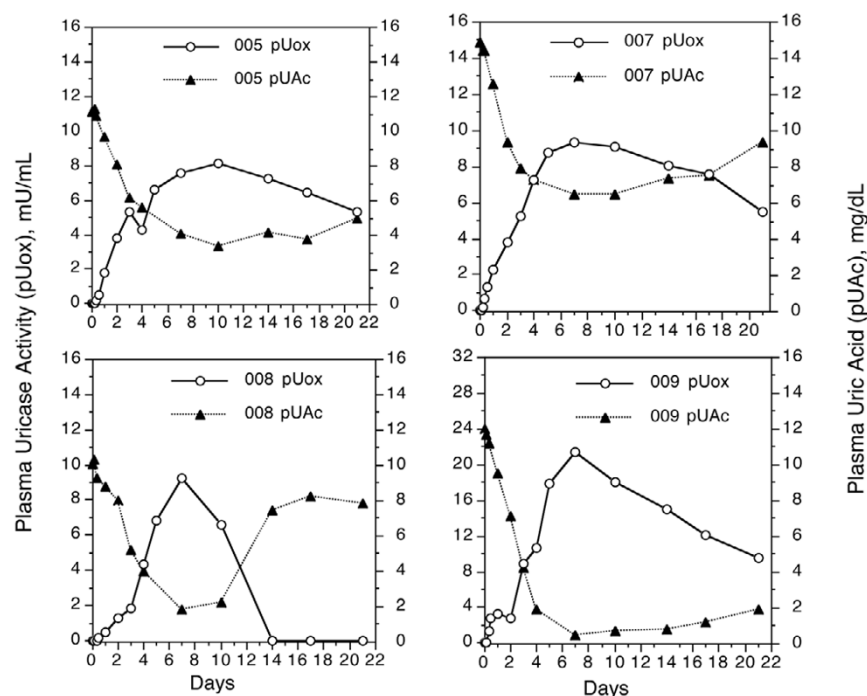 Plasma Uricase Activity (pUox), mU/mL
16 14 12 10 8 6 4 2 0
005 pUox
005 pUAc
16 14 12 10 8 6 4 2 0
0 2 4 6 8 10 12 14 16 18 20 22
16 14 12 10 8 6 4 2 0
007 pUox
007 pUAc
16 14 12 10 8 6 4 2 0
0 2 4 6 8 10 12 14 16 18 20
16 14 12 10 8 6 4 2 0
008 pUox
008 pUAc
16 14 12 10 8 6 4 2 0
0 2 4 6 8 10 12 14 16 18 20 22
Days
32 28 24 20 16 12 8 4 0
009 pUox
009 pUAc
16 14 12 10 8 6 4 2 0
0 2 4 6 8 10 12 14 16 18 20 22
Days
Plasma Uric Acid (pUAc), mg/dL